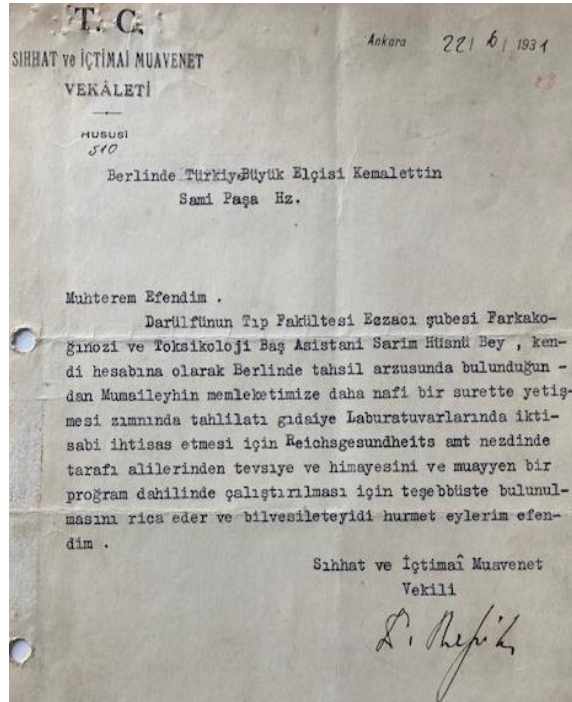 T. C.
SIHHAT ve İÇTİMAİ MUAVENET
VEKÂLETİ
HUSUSİ
510
Ankara 22/ 6/ 1931
Berlinde Türkiye Büyük Elçisi Kemalettin
Sami Paşa Hz.
Muhterem Efendim .
Darülfünun Tıp Fakültesi Eczacı şubesi Farkako-
ğınozi ve Toksikoloji Baş Asistani Sarim Hüsnü Bey , ken-
di hesabına olarak Berlinde tahsil arzusunda bulunduğun -
dan Mumaileyhin memleketimize daha nafi bir surette yetiş-
mesi zımnında tahlilatı gıdaiye Laburatuvarlarında ikti-
sabi ihtisas etmesi için Reichsgesundheits amt nezdinde
tarafı alilerinden tevsiye ve himayesini ve muayyen bir
proğram dahilinde çalıştırılması için teşebbüste bulunul-
masını rica eder ve bilvesileteyidi hurmet eylerim efen-
dim .
Sıhhat ve İçtimaî Muavenet
Vekili